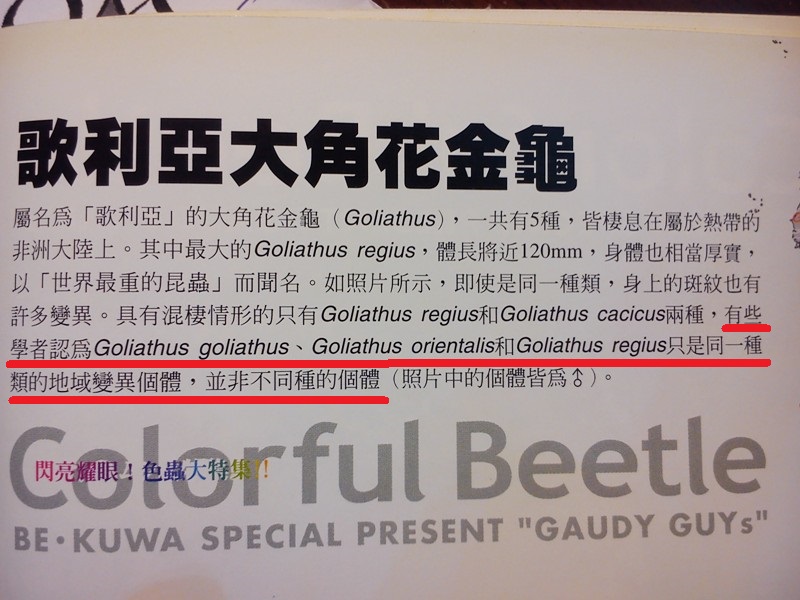 歌利亞大角花金龜
屬名爲「歌利亞」的大角花金龜（Goliathus），一共有5種，皆棲息在屬於熱帶的
非洲大陸上。其中最大的Goliathus regius，體長將近120mm，身體也相當厚實，
以「世界最重的昆蟲」而聞名。如照片所示，即使是同一種類，身上的斑紋也有
許多變異。具有混棲情形的只有Goliathus regius和Goliathus cacicus兩種，有些
學者認爲Goliathus goliathus、Goliathus orientalis和Goliathus regius只是同一種
類的地域變異個體，並非不同種的個體（照片中的個體皆爲♂）。
Colorful Beetle
閃亮耀眼！色蟲大特集!!
BE・KUWA SPECIAL PRESENT "GAUDY GUYs"